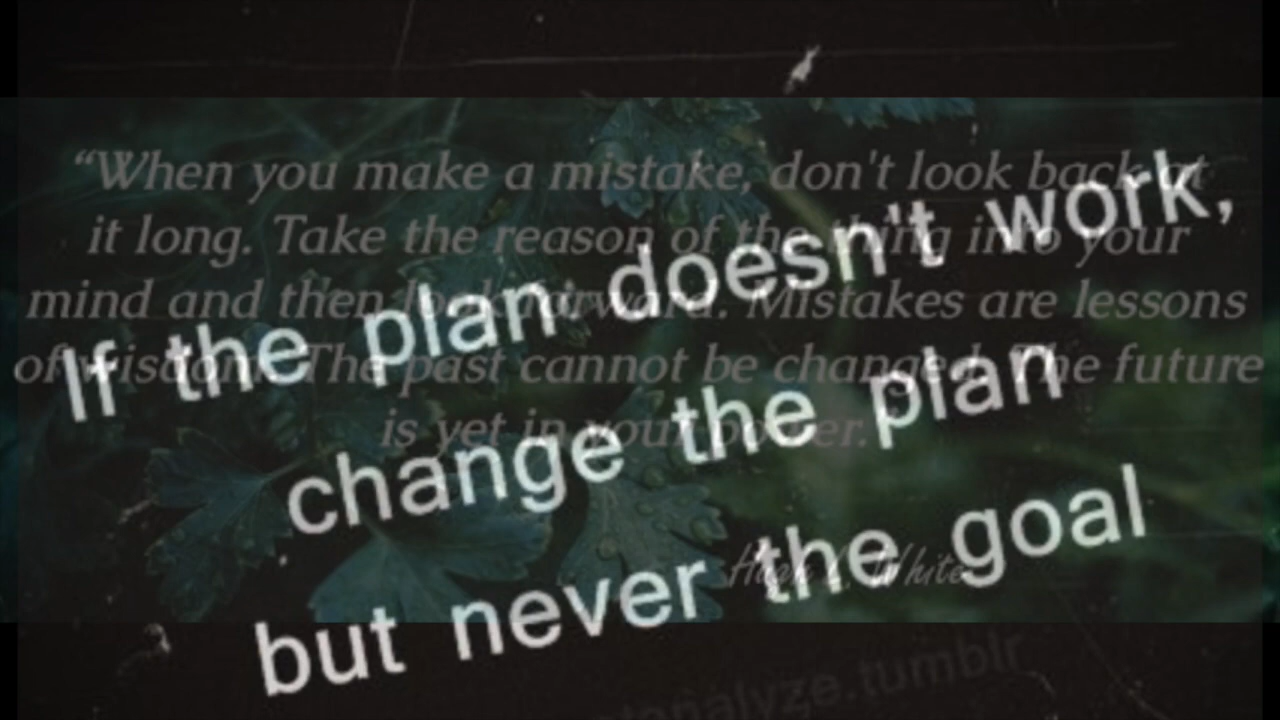 “When you make a mistake, don't look back at
it long. Take the reason of the thing into your
mind and then look forward. Mistakes are lessons
of wisdom. The past cannot be changed. The future
is yet in your power.
Hugh L. White
If the plan doesn't work,
change the plan
but never the goal
analyze.tumblr